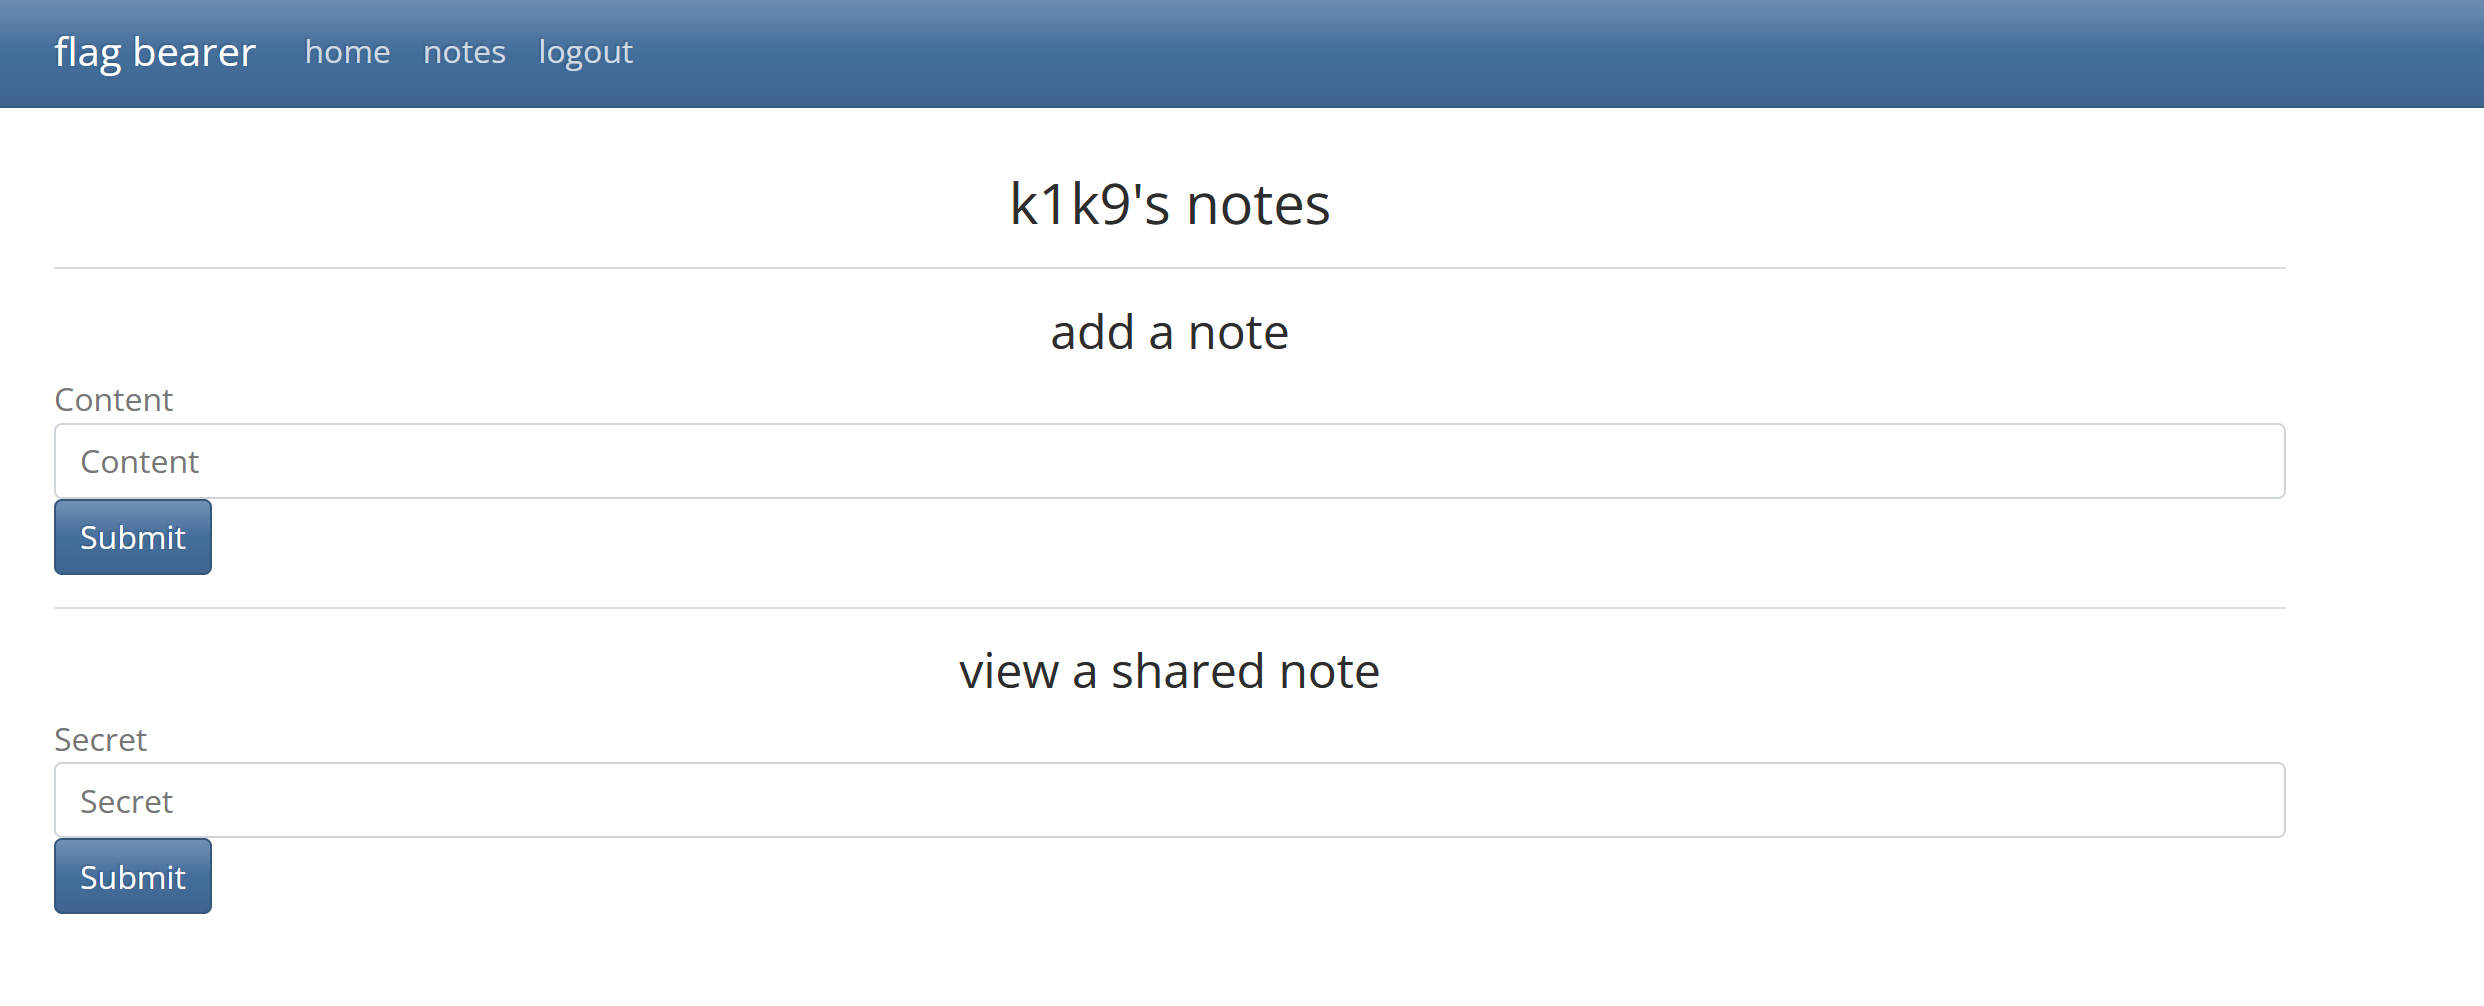 flag bearer home notes logout
k1k9's notes
add a note
Content
Content
Submit
view a shared note
Secret
Secret
Submit